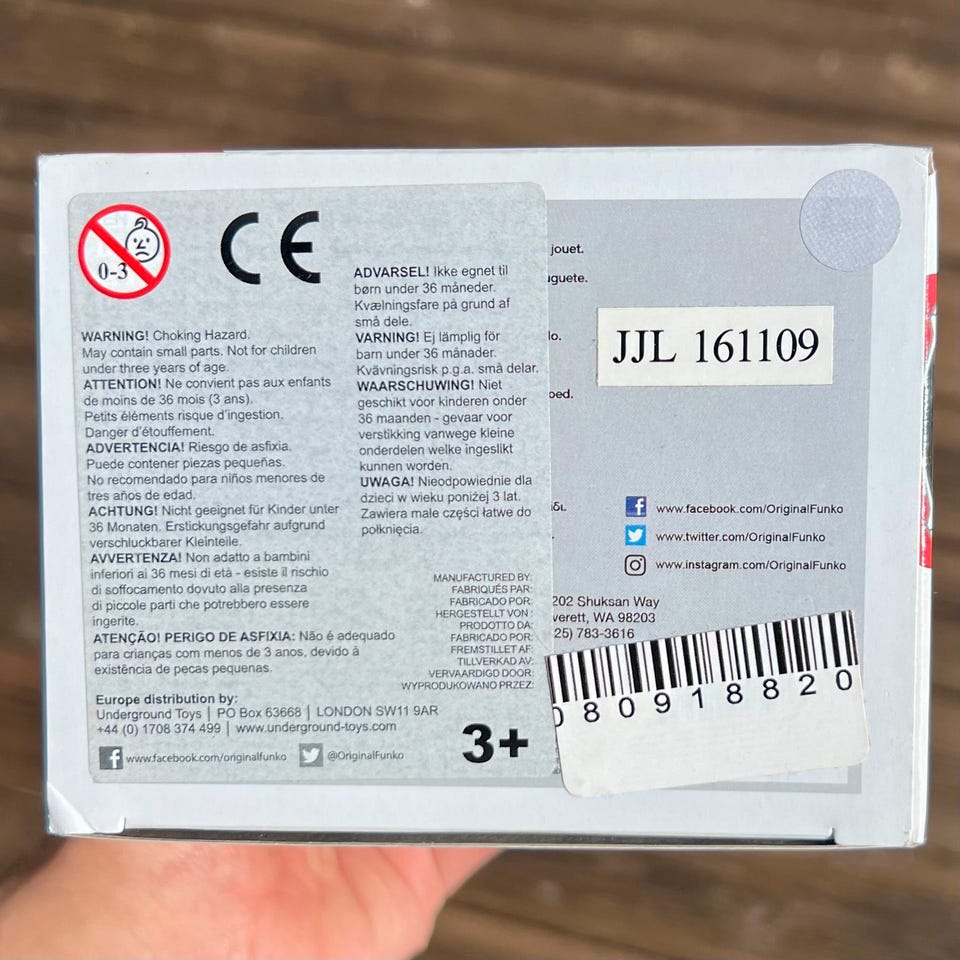 0-3
CE
WARNING! Choking Hazard.
May contain small parts. Not for children
under three years of age.
ATTENTION! Ne convient pas aux enfants
de moins de 36 mois (3 ans).
Petits éléments risque d'ingestion.
Danger d'étouffement.
ADVERTENCIA! Riesgo de asfixia.
Puede contener piezas pequeñas.
No recomendado para niños menores de
tres años de edad.
ACHTUNG! Nicht geeignet für Kinder unter
36 Monaten. Erstickungsgefahr aufgrund
verschluckbarer Kleinteile.
AVVERTENZA! Non adatto a bambini
inferiori ai 36 mesi di età - esiste il rischio
di soffocamento dovuto alla presenza
di piccole parti che potrebbero essere
ingerite.
ATENÇÃO! PERIGO DE ASFIXIA: Não é adequado
para crianças com menos de 3 anos, devido à
existência de pecas pequenas.
ADVARSEL! Ikke egnet til
børn under 36 måneder.
Kvælningsfare på grund af
små dele.
VARNING! Ej lämplig för
barn under 36 månader.
Kvävningsrisk p.g.a. små delar.
WAARSCHUWING! Niet
geschikt voor kinderen onder
36 maanden - gevaar voor
verstikking vanwege kleine
onderdelen welke ingeslikt
kunnen worden.
UWAGA! Nieodpowiednie dla
dzieci w wieku poniżej 3 lat.
Zawiera małe części łatwe do
połknięcia.
MANUFACTURED BY:
FABRIQUÉS PAR:
FABRICADO POR:
HERGESTELLT VON :
PRODOTTO DA:
FABRICADO POR:
FREMSTILLET AF:
TILLVERKAD AV:
VERVAARDIGD DOOR:
WYPRODUKOWANO PRZEZ:
Europe distribution by:
Underground Toys | PO Box 63668 | LONDON SW11 9AR
+44 (0) 1708 374 499 | www.underground-toys.com
www.facebook.com/originalfunko
@OriginalFunko
3+
jouet.
uguete.
lo.
oed.
JJL 161109
www.facebook.com/OriginalFunko
www.twitter.com/OriginalFunko
www.instagram.com/OriginalFunko
202 Shuksan Way
verett, WA 98203
25) 783-3616
080918820